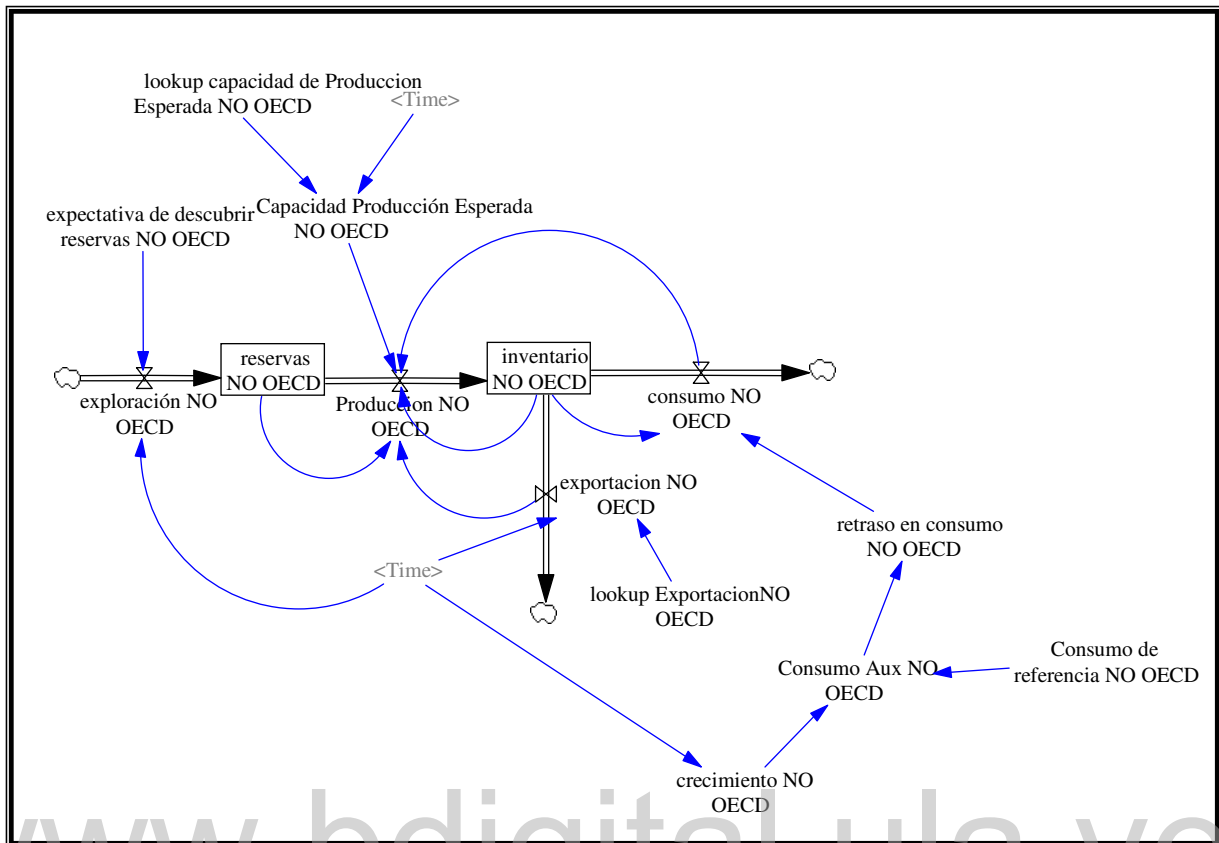 lookup capacidad de Produccion
Esperada NO OECD
<Time>
expectativa de descubrir
reservas NO OECD
Capacidad Producción Esperada
NO OECD
reservas
NO OECD
inventario
NO OECD
exploración NO
OECD
Produccion NO
OECD
consumo NO
OECD
exportacion NO
OECD
retraso en consumo
NO OECD
<Time>
lookup ExportacionNO
OECD
Consumo Aux NO
OECD
Consumo de
referencia NO OECD
crecimiento NO
OECD
www.bdigital.ula.ve